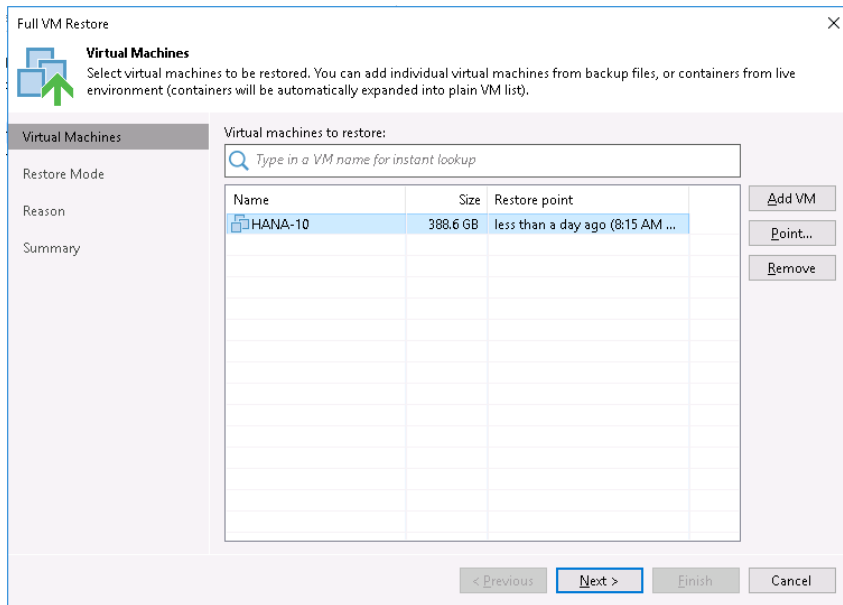 Full VM Restore
Virtual Machines
Select virtual machines to be restored. You can add individual virtual machines from backup files, or containers from live
environment (containers will be automatically expanded into plain VM list).
Virtual Machines
Restore Mode
Reason
Summary
Virtual machines to restore:
Type in a VM name for instant lookup
Name Size Restore point
HANA-10 388.6 GB less than a day ago (8:15 AM ...
Add VM
Point...
Remove
< Previous Next > Finish Cancel